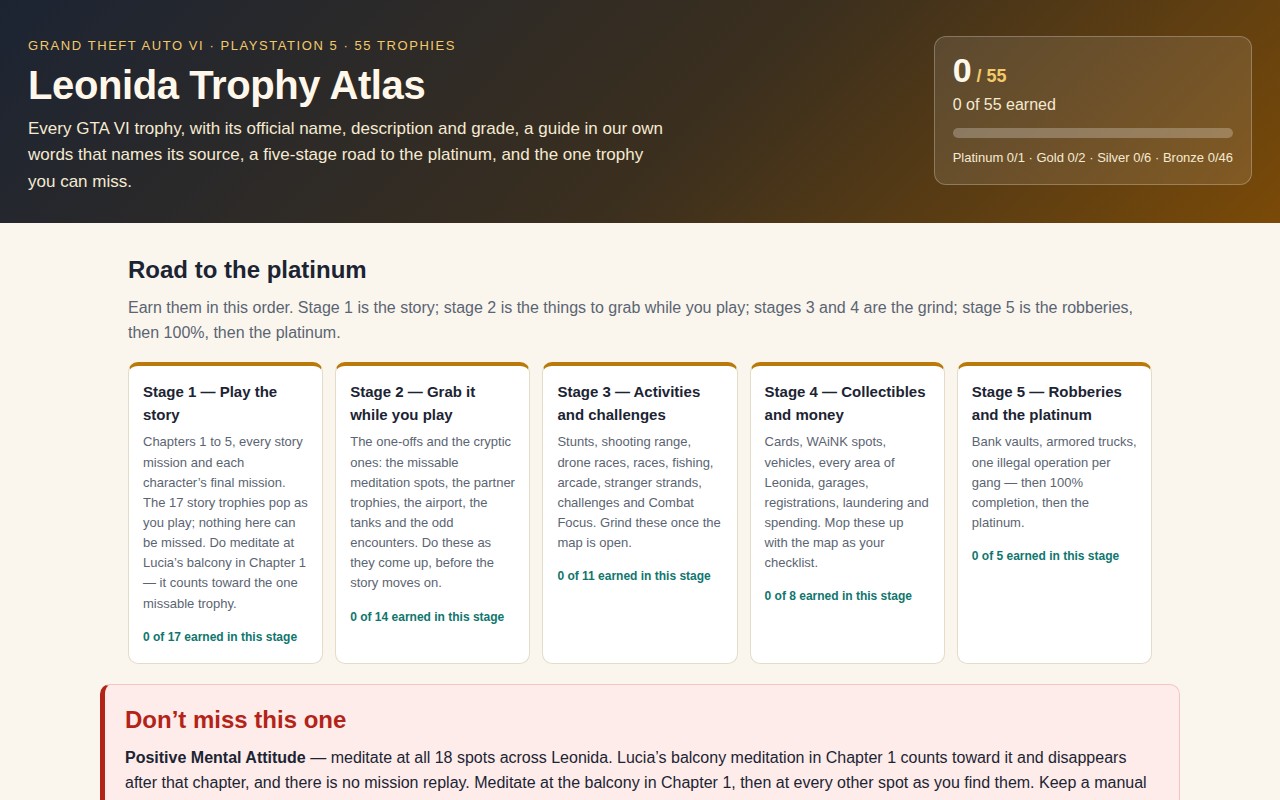 GRAND THEFT AUTO VI · PLAYSTATION 5 · 55 TROPHIES
Leonida Trophy Atlas
Every GTA VI trophy, with its official name, description and grade, a guide in our own
words that names its source, a five-stage road to the platinum, and the one trophy
you can miss.
0 / 55
0 of 55 earned
Platinum 0/1 · Gold 0/2 · Silver 0/6 · Bronze 0/46
Road to the platinum
Earn them in this order. Stage 1 is the story; stage 2 is the things to grab while you play; stages 3 and 4 are the grind; stage 5 is the robberies,
then 100%, then the platinum.
Stage 1 — Play the
story
Chapters 1 to 5, every story
mission and each
character’s final mission.
The 17 story trophies pop as
you play; nothing here can
be missed. Do meditate at
Lucia’s balcony in Chapter 1
— it counts toward the one
missable trophy.
0 of 17 earned in this stage
Stage 2 — Grab it
while you play
The one-offs and the cryptic
ones: the missable
meditation spots, the partner
trophies, the airport, the
tanks and the odd
encounters. Do these as
they come up, before the
story moves on.
0 of 14 earned in this stage
Stage 3 — Activities
and challenges
Stunts, shooting range,
drone races, races, fishing,
arcade, stranger strands,
challenges and Combat
Focus. Grind these once the
map is open.
0 of 11 earned in this stage
Stage 4 — Collectibles
and money
Cards, WAiNK spots,
vehicles, every area of
Leonida, garages,
registrations, laundering and
spending. Mop these up
with the map as your
checklist.
0 of 8 earned in this stage
Stage 5 — Robberies
and the platinum
Bank vaults, armored trucks,
one illegal operation per
gang — then 100%
completion, then the
platinum.
0 of 5 earned in this stage
Don’t miss this one
Positive Mental Attitude — meditate at all 18 spots across Leonida. Lucia’s balcony meditation in Chapter 1 counts toward it and disappears
after that chapter, and there is no mission replay. Meditate at the balcony in Chapter 1, then at every other spot as you find them. Keep a manual